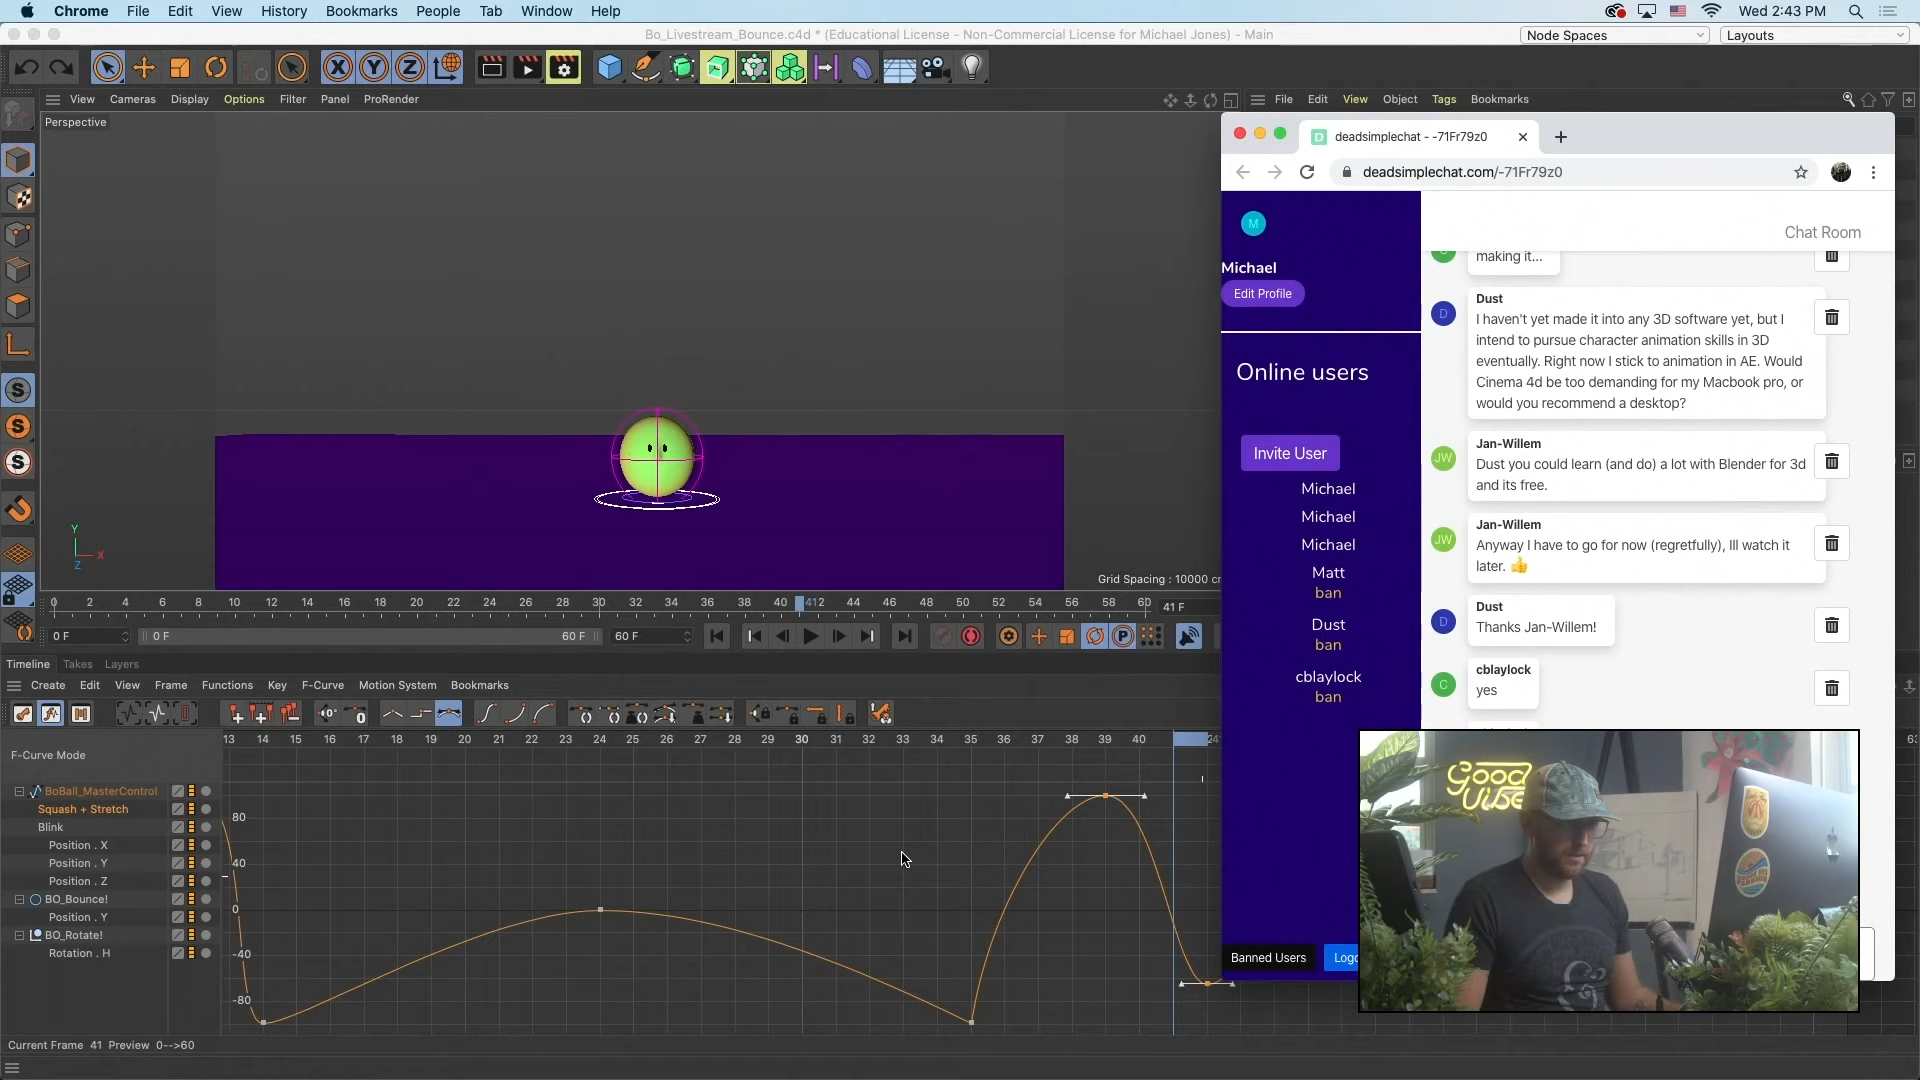 Chrome File Edit View History Bookmarks People Tab Window Help Wed 2:43 PM
Bo_Livestream_Bounce.c4d * (Educational License - Non-Commercial License for Michael Jones) - Main
Node Spaces
Layouts
X Y Z
View Cameras Display Options Filter Panel ProRender
File Edit View Object Tags Bookmarks
Perspective
Y
X
Z
Grid Spacing : 10000 c
0 2 4 6 8 10 12 14 16 18 20 22 24 26 28 30 32 34 36 38 40 412 44 46 48 50 52 54 56 58 60
41 F
0 F
0 F
60 F
60 F
Timeline Takes Layers
Create Edit View Frame Functions Key F-Curve Motion System Bookmarks
13 14 15 16 17 18 19 20 21 22 23 24 25 26 27 28 29 30 31 32 33 34 35 36 37 38 39 40
F-Curve Mode
BoBall_MasterControl
Squash + Stretch
Blink
Position . X
Position . Y
Position . Z
BO_Bounce!
Position . Y
BO_Rotate!
Rotation . H
80
40
0
-40
-80
Current Frame 41 Preview 0-->60
deadsimplechat - -71Fr79z0
deadsimplechat.com/-71Fr79z0
M
Michael
Edit Profile
Online users
Invite User
Michael
Michael
Michael
Matt
ban
Dust
ban
cblaylock
ban
Banned Users
Logo
Chat Room
making it...
D
Dust
I haven't yet made it into any 3D software yet, but I
intend to pursue character animation skills in 3D
eventually. Right now I stick to animation in AE. Would
Cinema 4d be too demanding for my Macbook pro, or
would you recommend a desktop?
JW
Jan-Willem
Dust you could learn (and do) a lot with Blender for 3d
and its free.
JW
Jan-Willem
Anyway I have to go for now (regretfully), Ill watch it
later. 👍
D
Dust
Thanks Jan-Willem!
C
cblaylock
yes
Good
Vibes